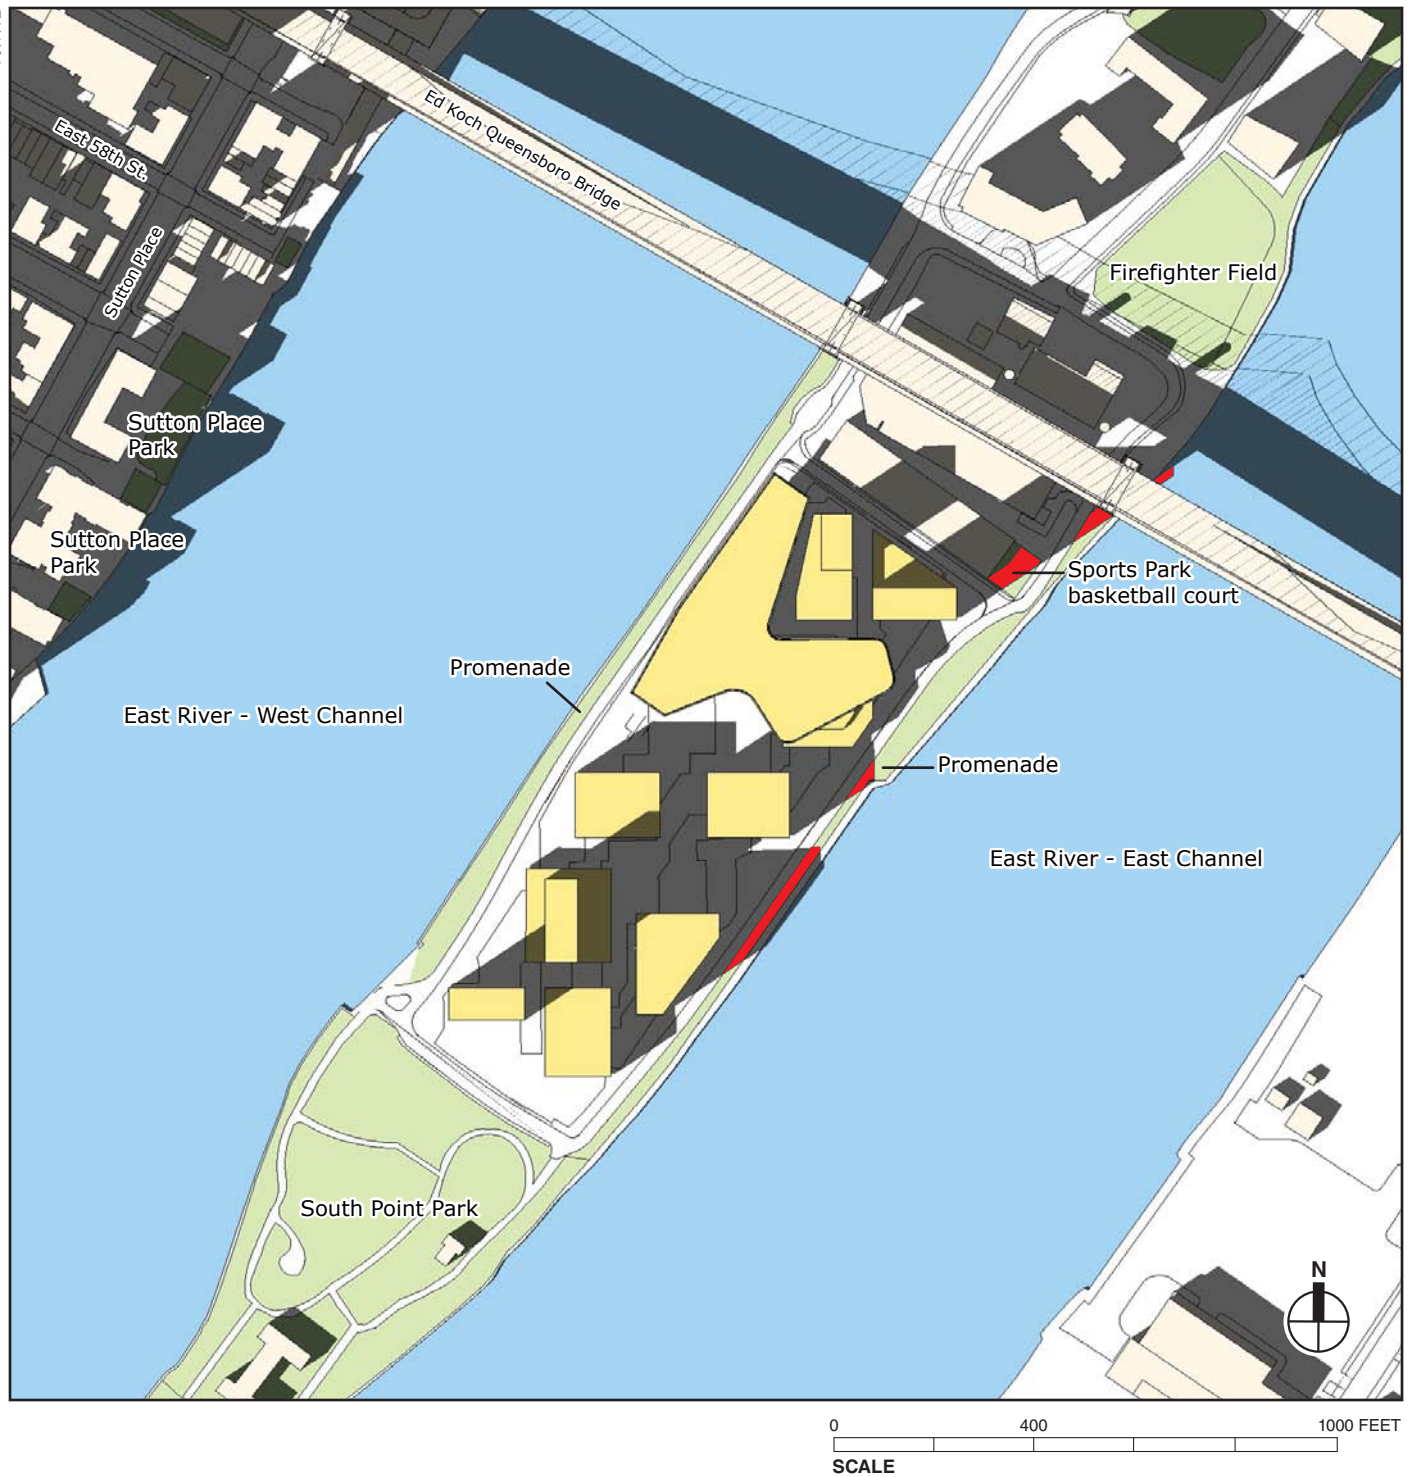 Ed Koch Queensboro Bridge
East 58th St.
Sutton Place
Firefighter Field
Sutton Place
Park
Sutton Place
Park
Sports Park
basketball court
Promenade
East River - West Channel
Promenade
East River - East Channel
South Point Park
N
0 400 1000 FEET
SCALE